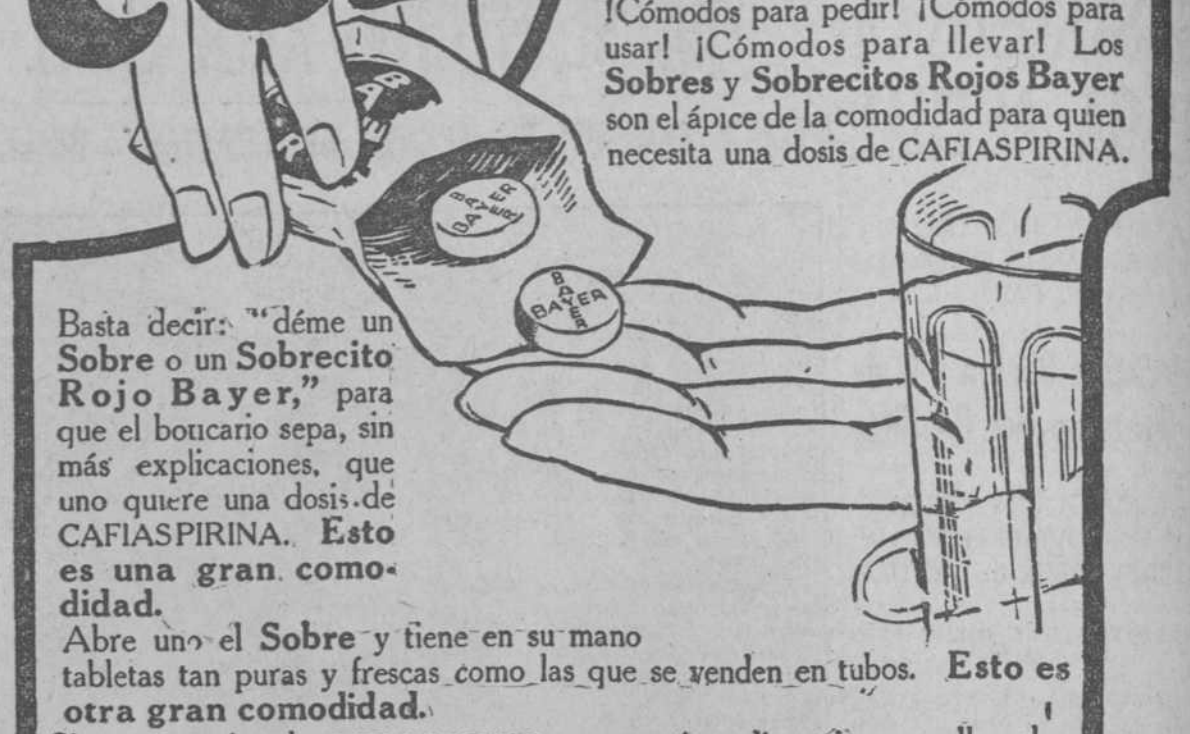 ¡Cómodos para pedir! ¡Cómodos para
usar! ¡Cómodos para llevar! Los
Sobres y Sobrecitos Rojos Bayer
son el ápice de la comodidad para quien
necesita una dosis de CAFIASPIRINA.
BAYER
BAYER
BAYER
BAYER
BAYER
Basta decir: "déme un
Sobre o un Sobrecito
Rojo Bayer," para
que el boticario sepa, sin
más explicaciones, que
uno quiere una dosis de
CAFIASPIRINA. Esto
es una gran como-
didad.
Abre uno el Sobre y tiene en su mano
tabletas tan puras y frescas como las que se venden en tubos. Esto es
otra gran comodidad.